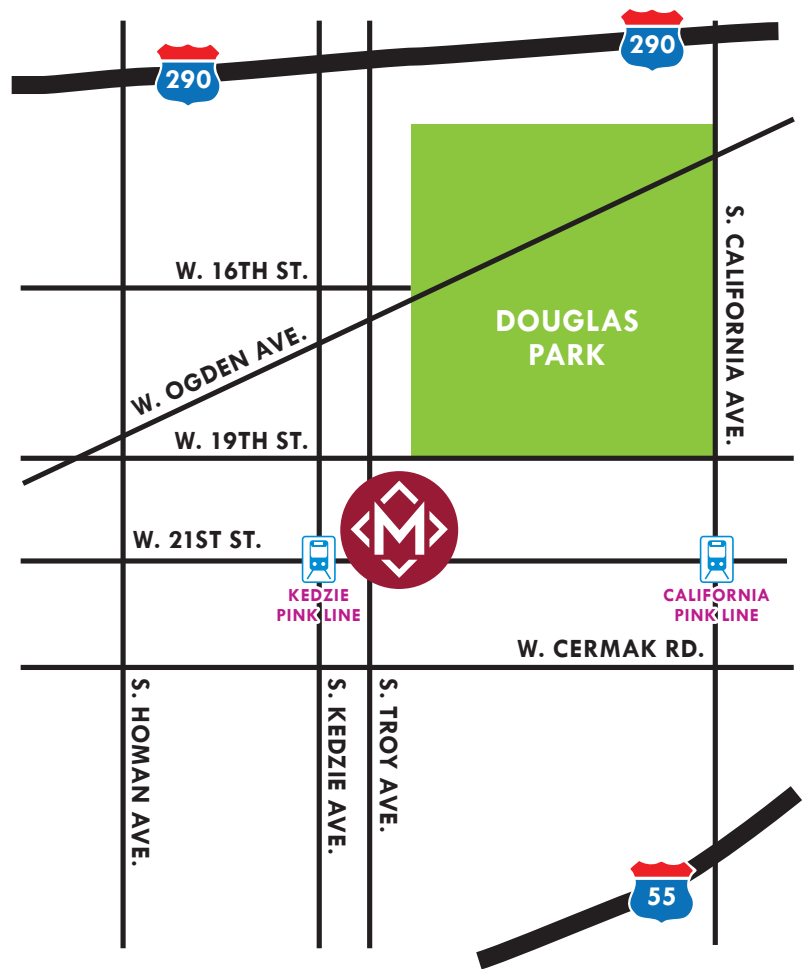 290
290
W. 16TH ST.
S. CALIFORNIA AVE.
DOUGLAS
PARK
W. OGDEN AVE.
W. 19TH ST.
M
W. 21ST ST.
KEDZIE
PINK LINE
CALIFORNIA
PINK LINE
W. CERMAK RD.
S. HOMAN AVE.
S. KEDZIE AVE.
S. TROY AVE.
55